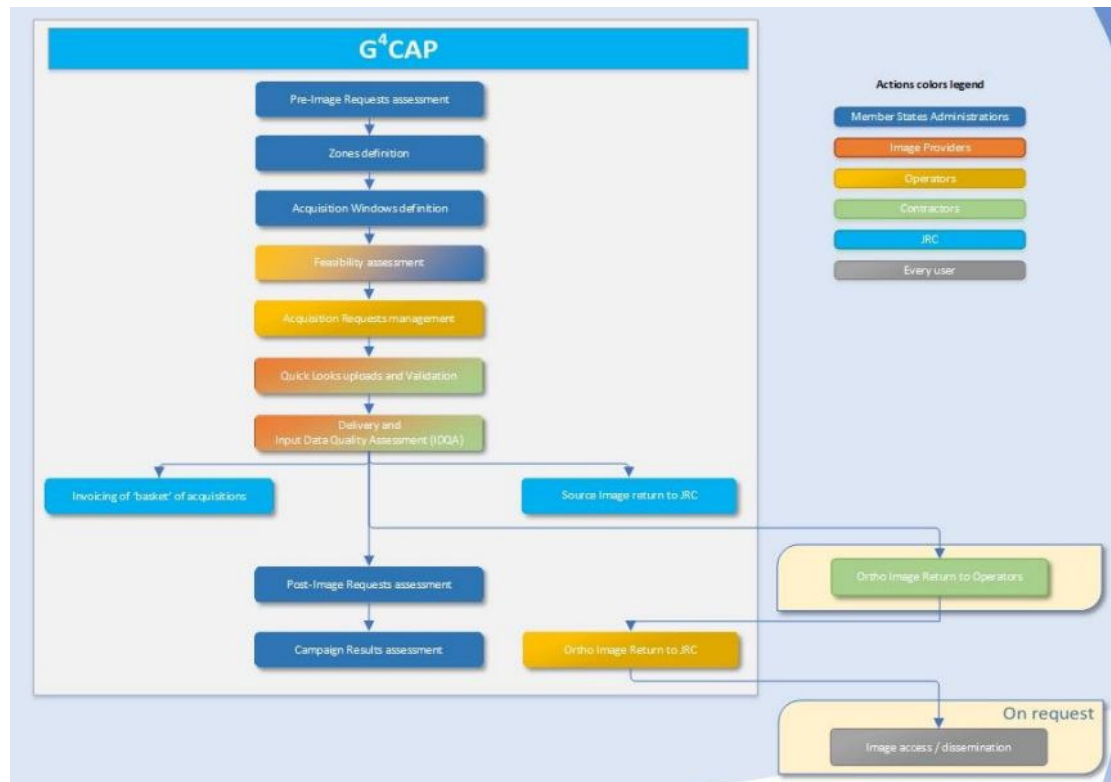 G⁴CAP
Pre-Image Requests assessment
Zones definition
Acquisition Windows definition
Feasibility assessment
Acquisition Requests management
Quick Looks uploads and Validation
Delivery and
Input Data Quality Assessment (IDQA)
Invoicing of 'basket' of acquisitions
Source Image return to JRC
Post-Image Requests assessment
Campaign Results assessment
Ortho Image Return to JRC
Actions colors legend
Member States Administrations
Image Providers
Operators
Contractors
JRC
Every user
Ortho Image Return to Operators
On request
Image access / dissemination